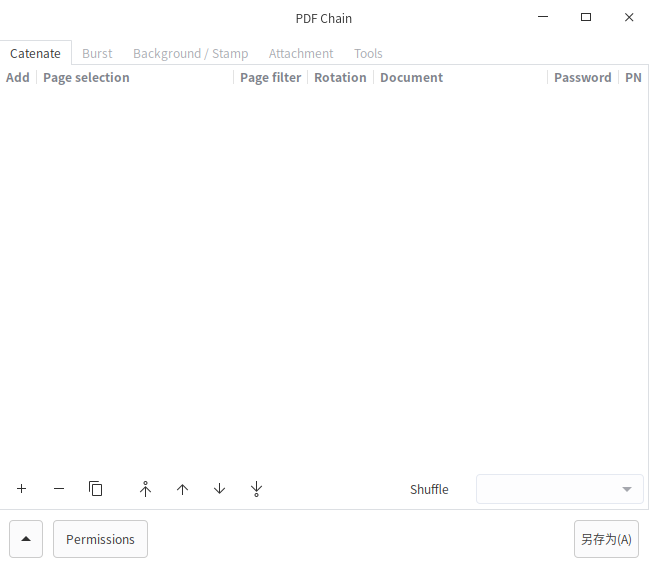 PDF Chain
Catenate Burst Background / Stamp Attachment Tools
Add Page selection Page filter Rotation Document Password PN
Shuffle
Permissions 另存为(A)